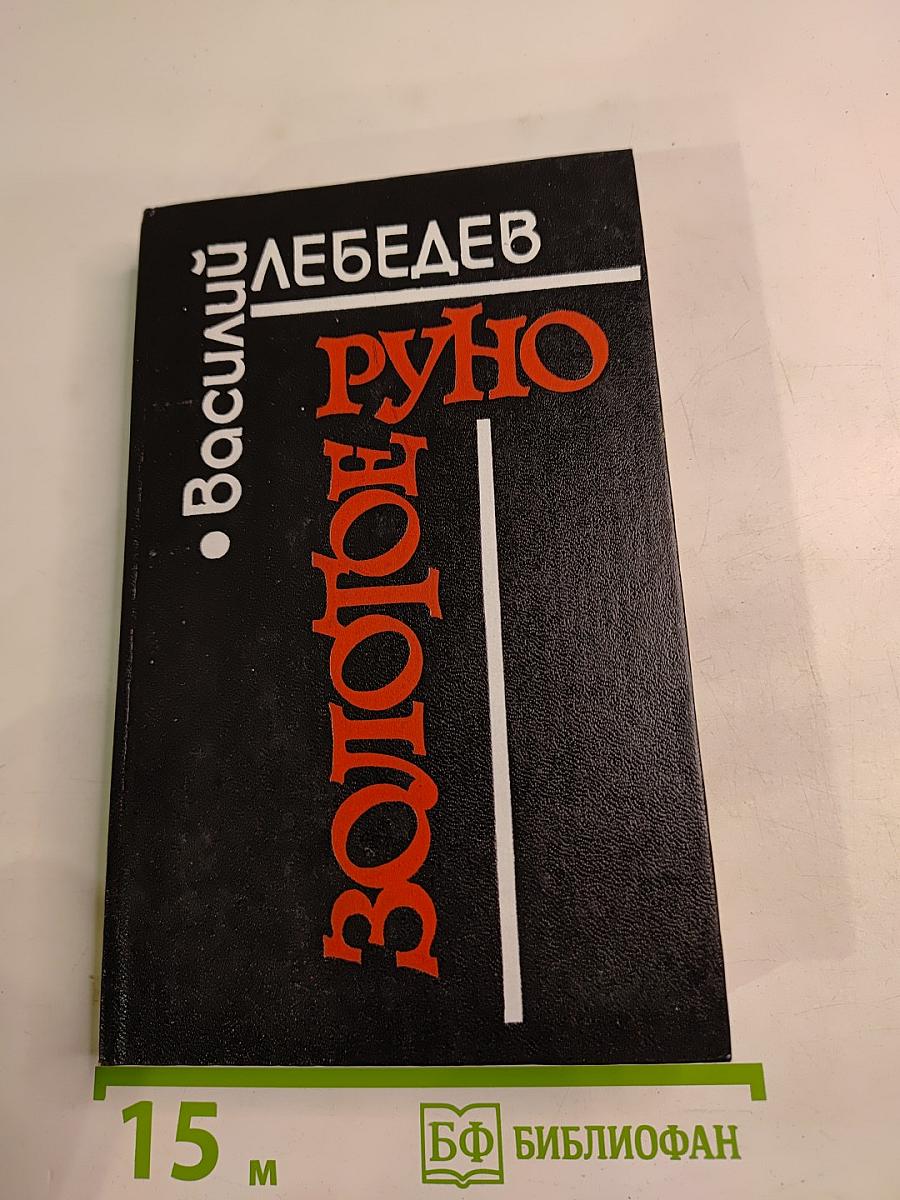 Василий
ЛЕБЕДЕВ
ЗОЛОТОЕ
РУНО
15 м
БФ БИБЛИОФАН